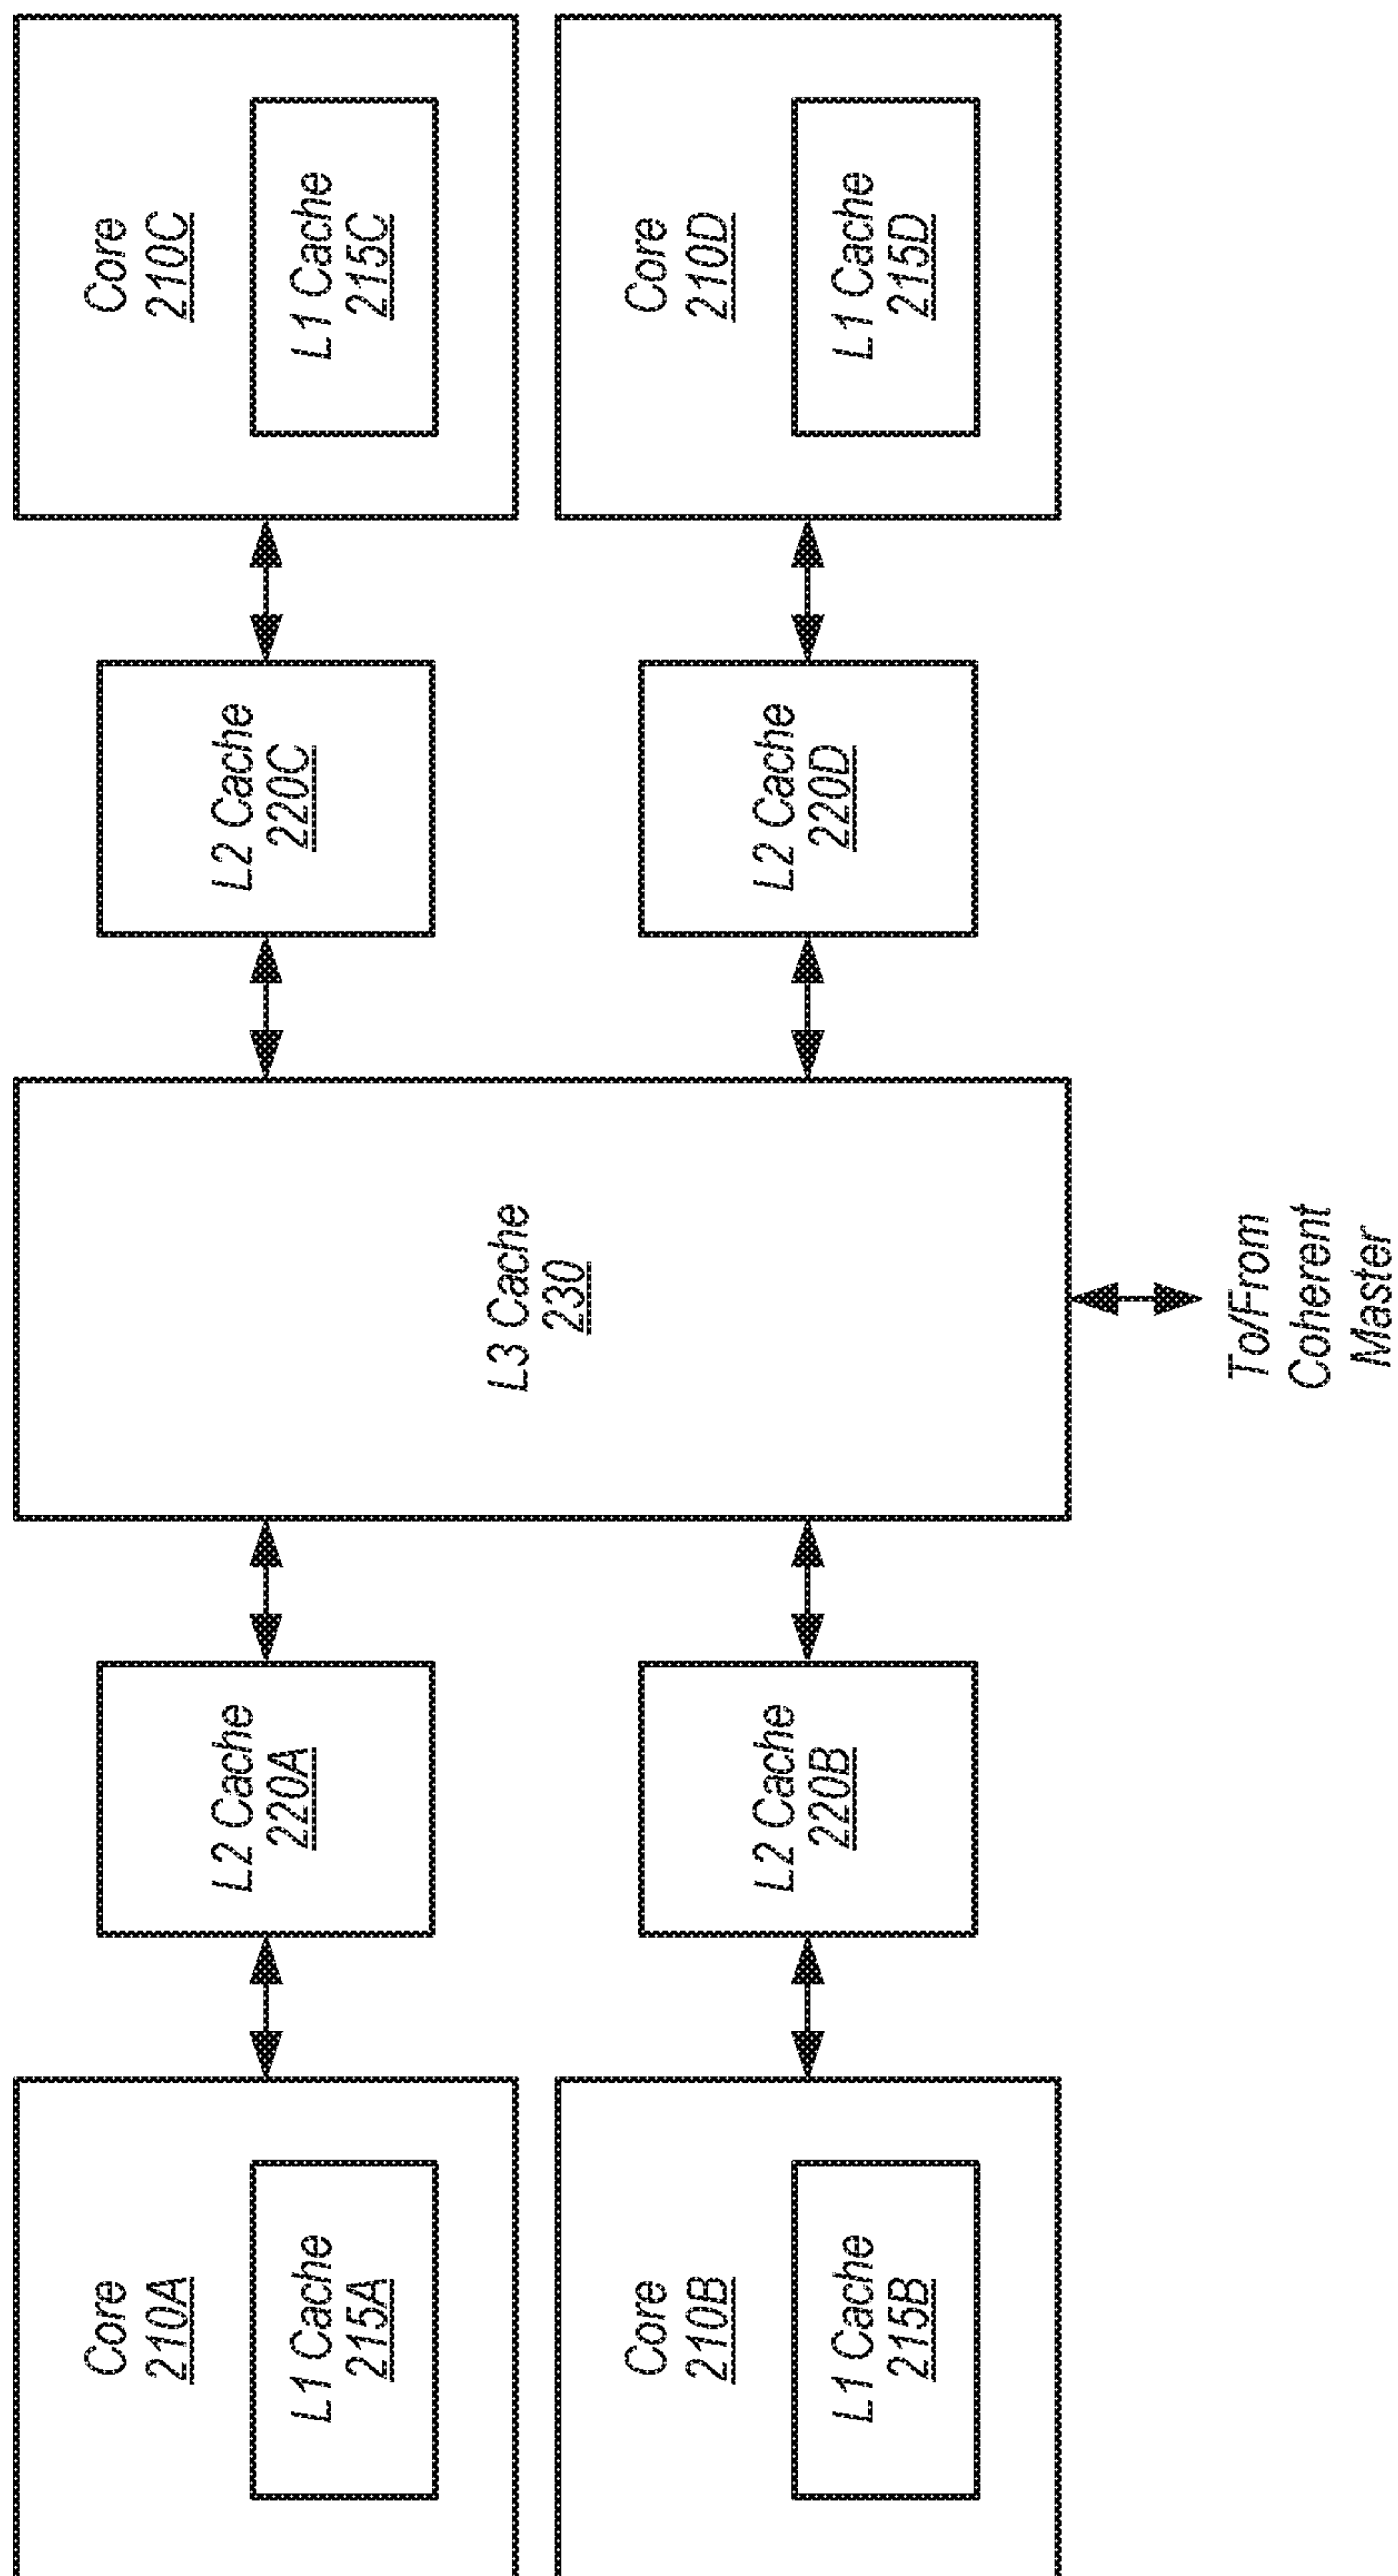 Core
210A
L1 Cache
215A
L2 Cache
220A
L3 Cache
230
L2 Cache
220C
Core
210C
L1 Cache
215C
Core
210B
L1 Cache
215B
L2 Cache
220B
L2 Cache
220D
Core
210D
L1 Cache
215D
To/From
Coherent
Master